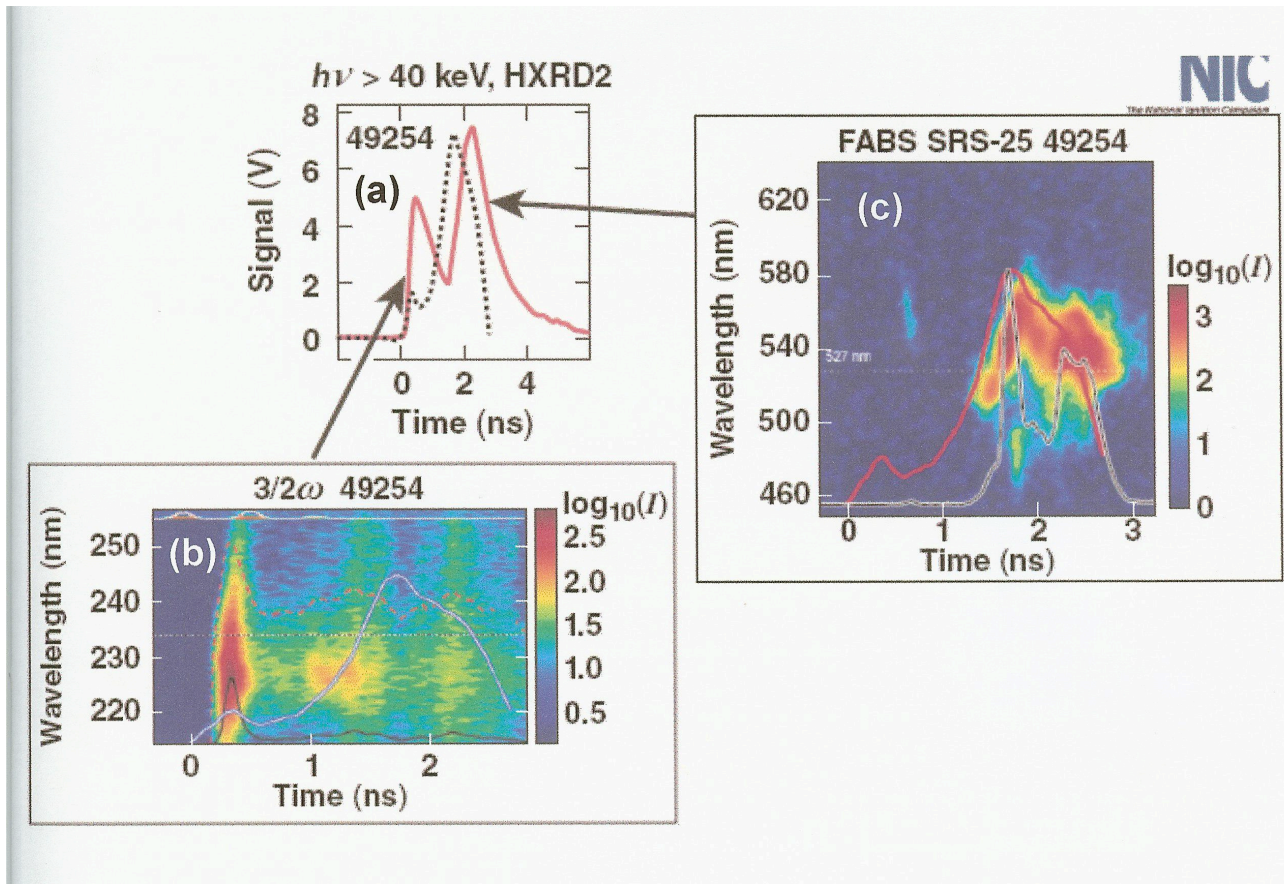 hν > 40 keV, HXRD2
NIC
The National Ignition Campaign
8
6
4
2
0
Signal (V)
49254
(a)
0 2 4
Time (ns)
FABS SRS-25 49254
(c)
620
580
540
500
460
Wavelength (nm)
527 nm
0 1 2 3
Time (ns)
log10(I)
3
2
1
0
3/2ω 49254
(b)
250
240
230
220
Wavelength (nm)
0 1 2
Time (ns)
log10(I)
2.5
2.0
1.5
1.0
0.5